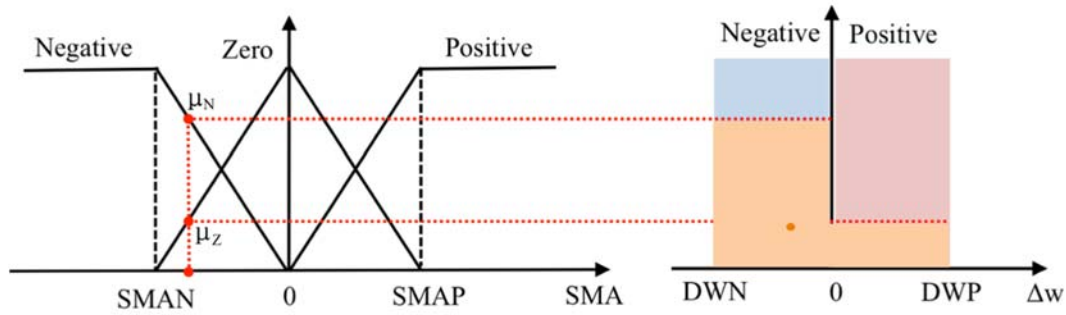 Negative
Zero
Positive
μN
μZ
SMAN
0
SMAP
SMA
Negative
Positive
DWN
0
DWP
Δw